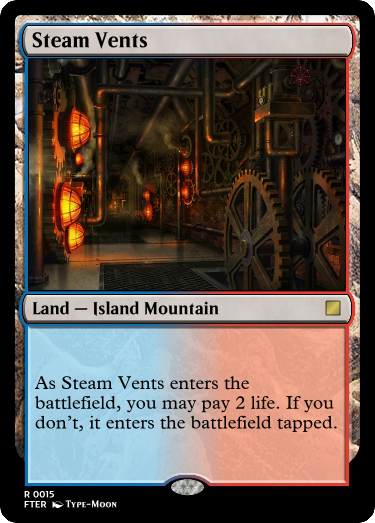 Steam Vents
Land — Island Mountain
As Steam Vents enters the
battlefield, you may pay 2 life. If you
don't, it enters the battlefield tapped.
R 0015
FTER Type-Moon